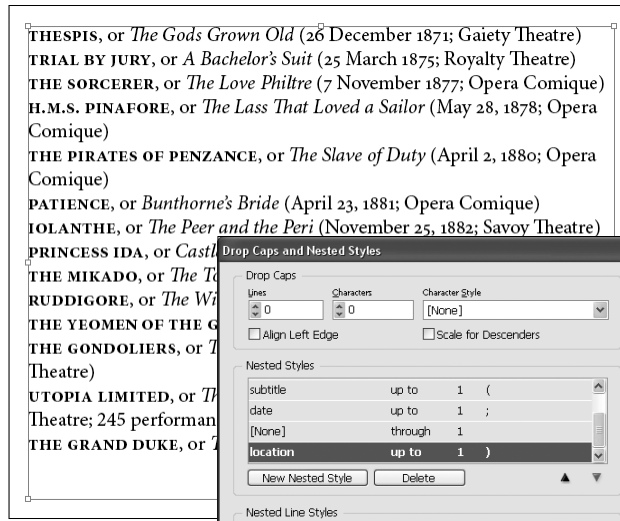 THESPIS, or The Gods Grown Old (26 December 1871; Gaiety Theatre)
TRIAL BY JURY, or A Bachelor's Suit (25 March 1875; Royalty Theatre)
THE SORCERER, or The Love Philtre (7 November 1877; Opera Comique)
H.M.S. PINAFORE, or The Lass That Loved a Sailor (May 28, 1878; Opera
Comique)
THE PIRATES OF PENZANCE, or The Slave of Duty (April 2, 1880; Opera
Comique)
PATIENCE, or Bunthorne's Bride (April 23, 1881; Opera Comique)
IOLANTHE, or The Peer and the Peri (November 25, 1882; Savoy Theatre)
PRINCESS IDA, or Castl
THE MIKADO, or The To
RUDDIGORE, or The Wi
THE YEOMEN OF THE G
THE GONDOLIERS, or T
Theatre)
UTOPIA LIMITED, or Th
Theatre; 245 performan
THE GRAND DUKE, or T
Drop Caps and Nested Styles
Drop Caps
Lines Characters Character Style
0 0 [None]
Align Left Edge Scale for Descenders
Nested Styles
subtitle up to 1 (
date up to 1 ;
[None] through 1
location up to 1 )
New Nested Style Delete
Nested Line Styles